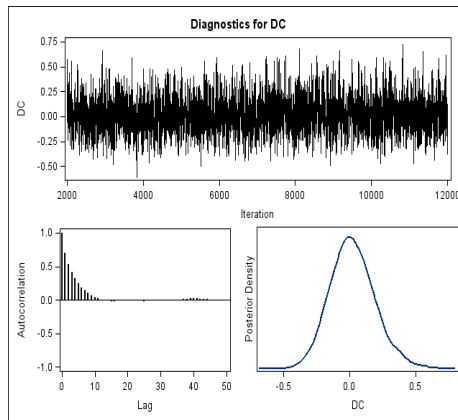 Diagnostics for DC
DC
0.75
0.50
0.25
0.00
-0.25
-0.50
2000 4000 6000 8000 10000 12000
Iteration
Autocorrelation
1.0
0.5
0.0
-0.5
-1.0
0 10 20 30 40 50
Lag
Posterior Density
-0.5 0.0 0.5
DC